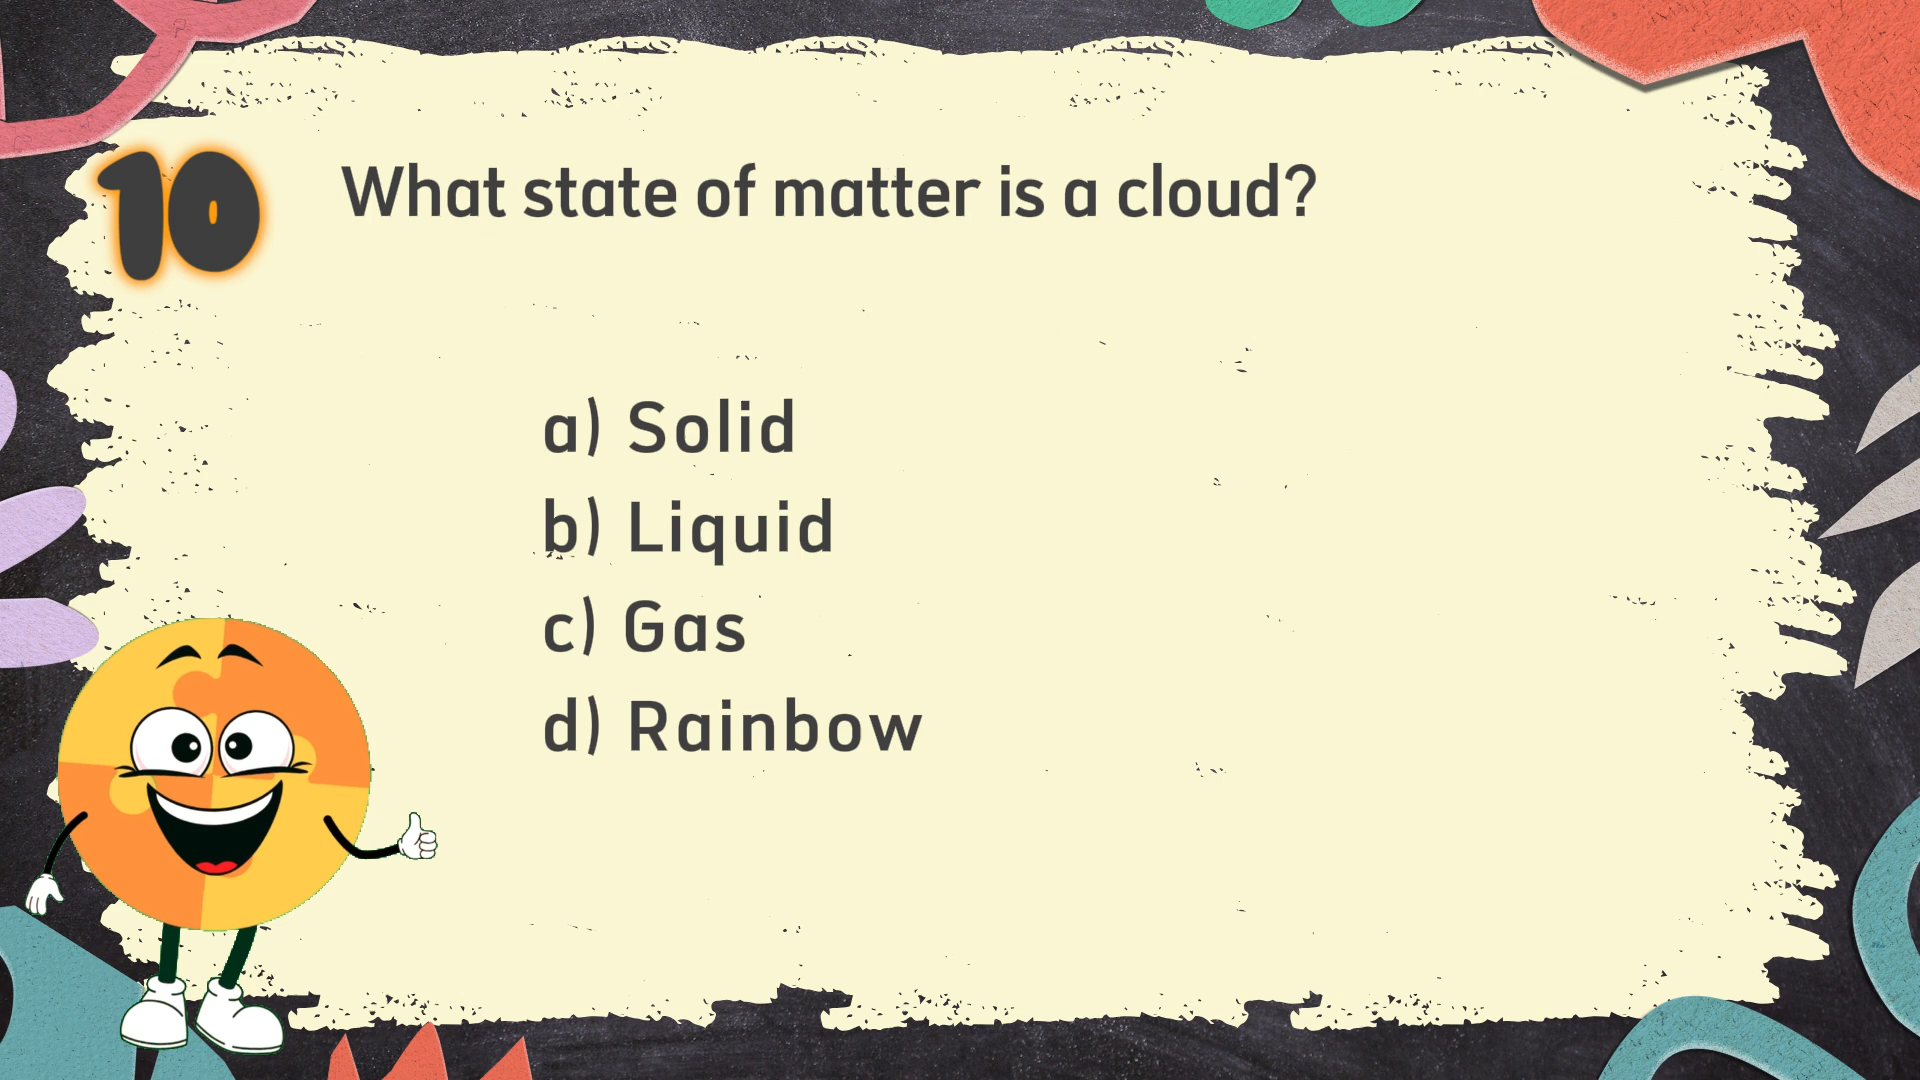 10
What state of matter is a cloud?
a) Solid
b) Liquid
c) Gas
d) Rainbow